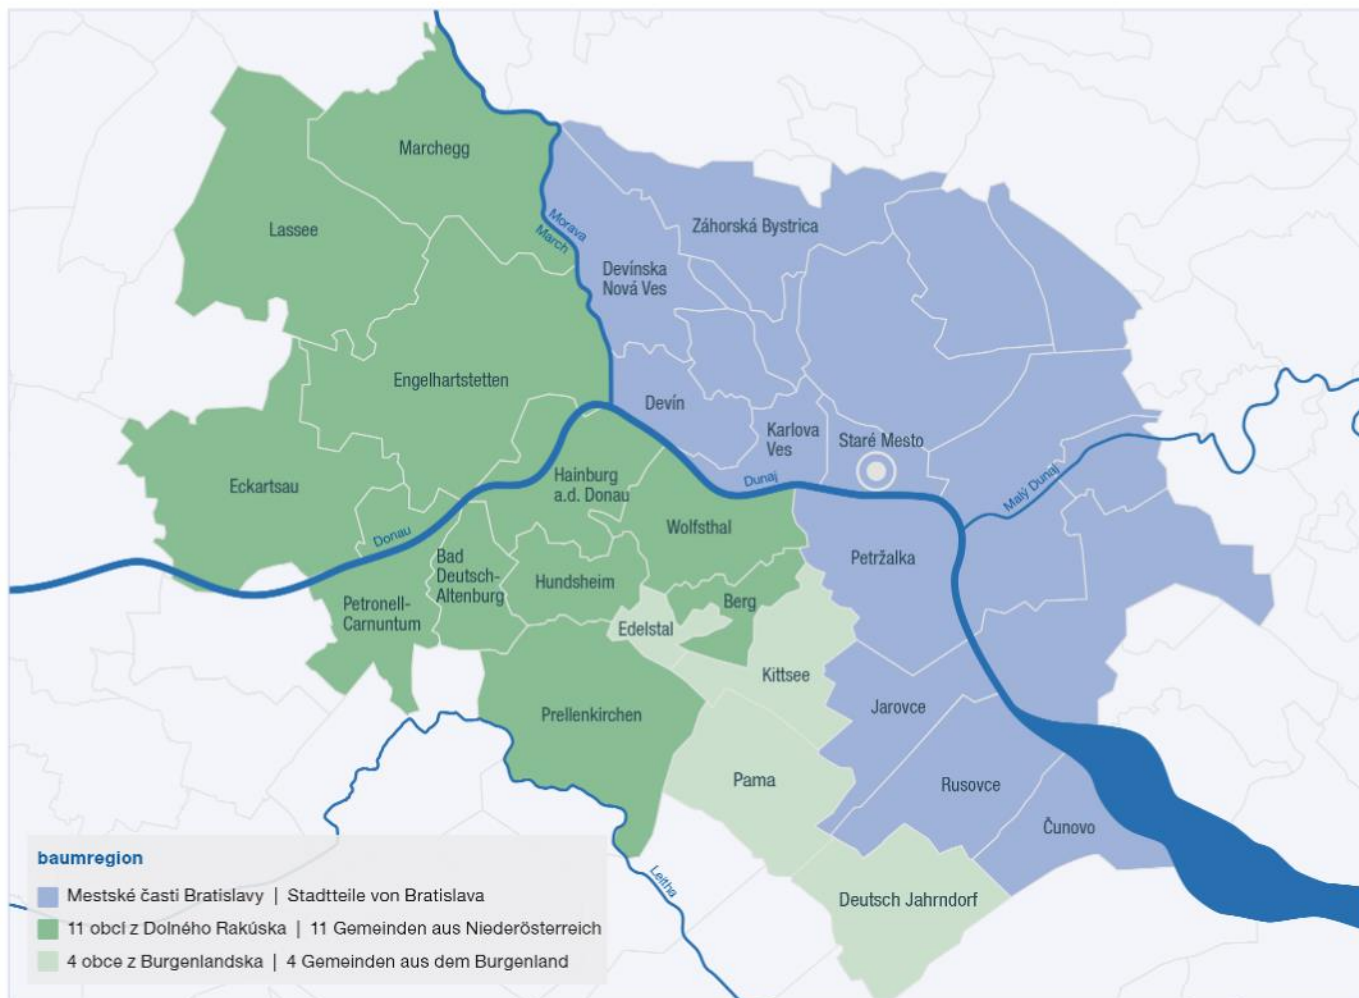 Marchegg
Lassee
Záhorská Bystrica
Morava
March
Devínska
Nová Ves
Engelhartstetten
Devín
Karlova
Ves
Staré Mesto
Hainburg
a.d. Donau
Eckartsau
Dunaj
Malý Dunaj
Donau
Wolfsthal
Petržalka
Bad
Deutsch-
Altenburg
Hundsheim
Petronell-
Carnuntum
Berg
Edelstal
Kittsee
Prellenkirchen
Jarovce
Pama
Rusovce
Čunovo
Leitha
Deutsch Jahrndorf
baumregion
Mestské časti Bratislavy | Stadtteile von Bratislava
11 obcí z Dolného Rakúska | 11 Gemeinden aus Niederösterreich
4 obce z Burgenlandska | 4 Gemeinden aus dem Burgenland